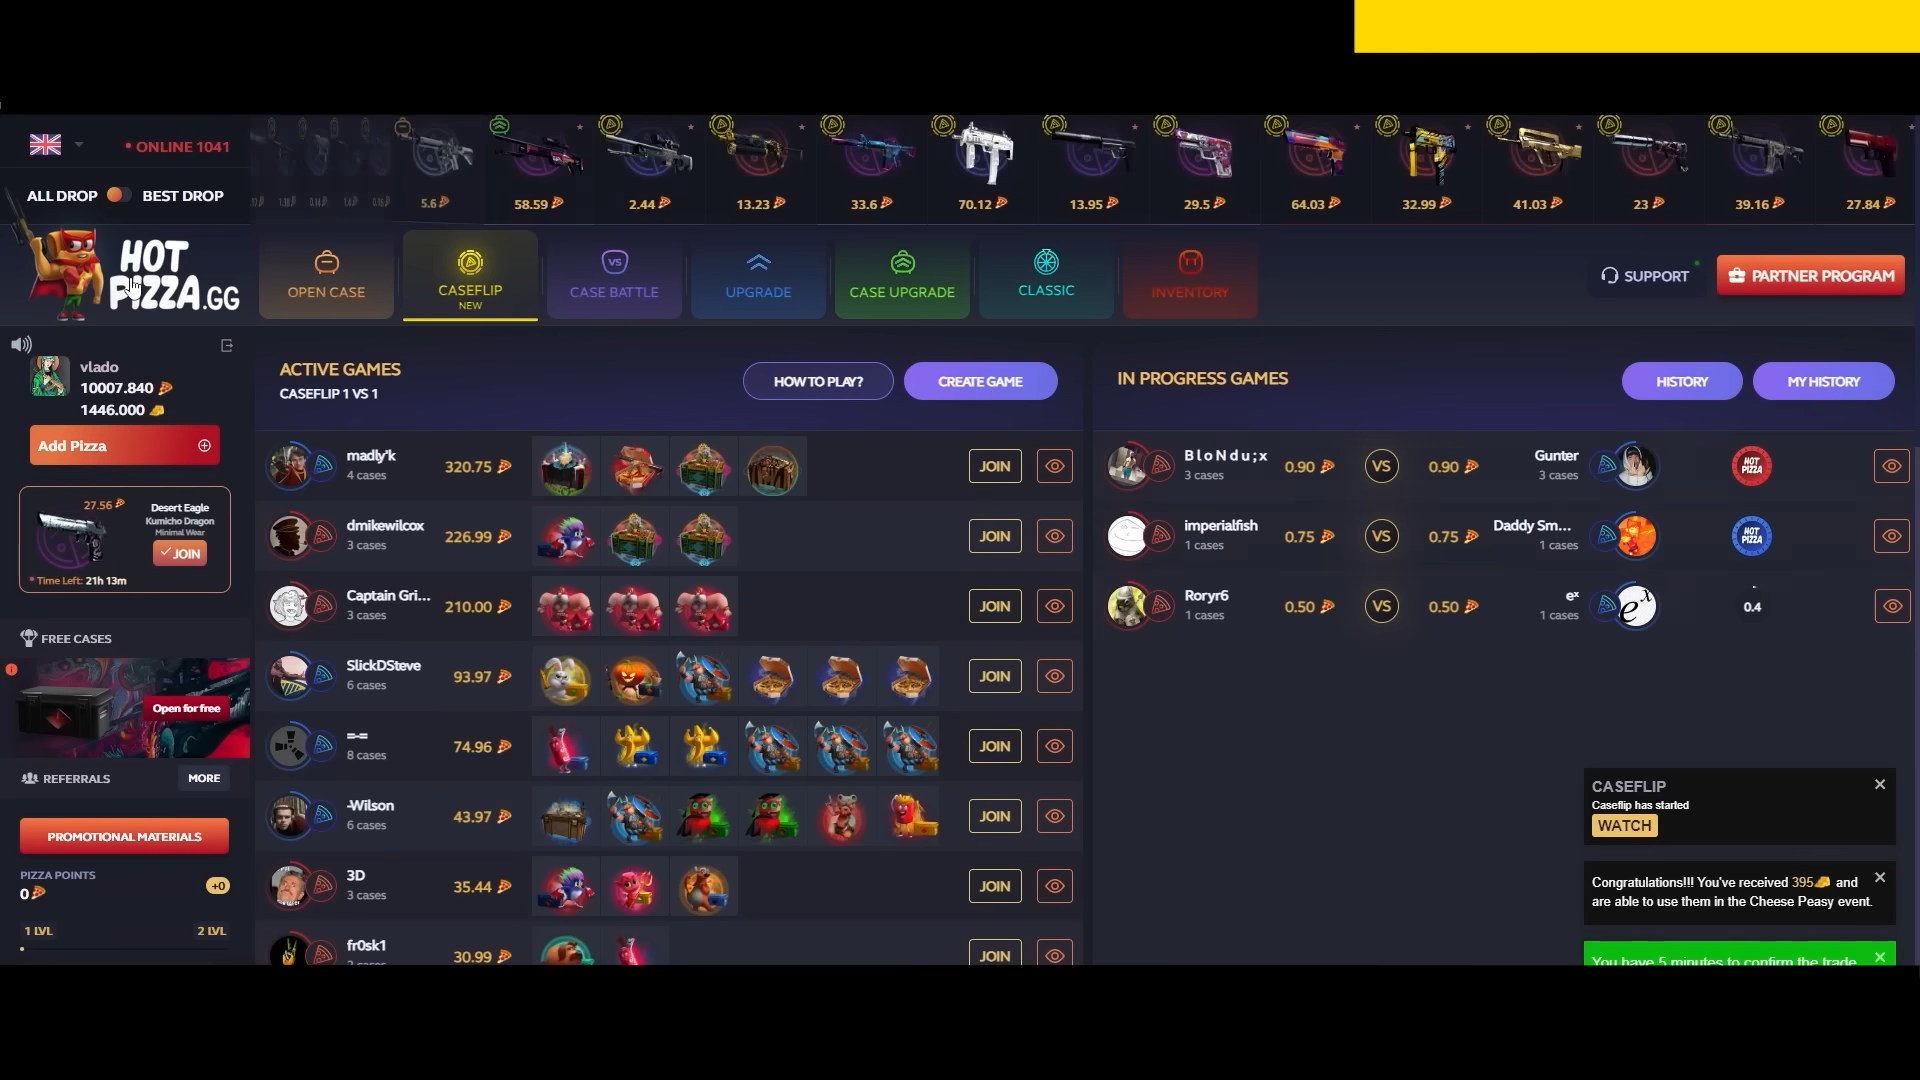 ONLINE 1041
ALL DROP BEST DROP
5.6 58.59 2.44 13.23 33.6 70.12 13.95 29.5 64.03 32.99 41.03 23 39.16 27.84
HOT
PIZZA.GG
OPEN CASE
CASEFLIP
NEW
VS
CASE BATTLE
UPGRADE
CASE UPGRADE
CLASSIC
INVENTORY
SUPPORT
PARTNER PROGRAM
vlado
10007.840
1446.000
Add Pizza
27.56
Desert Eagle
Kumicho Dragon
Minimal Wear
JOIN
* Time Left: 21h 13m
FREE CASES
Open for free
REFERRALS MORE
PROMOTIONAL MATERIALS
PIZZA POINTS
0 +0
1 LVL 2 LVL
ACTIVE GAMES
CASEFLIP 1 VS 1
HOW TO PLAY?
CREATE GAME
madly'k
4 cases
320.75 JOIN
dmikewilcox
3 cases
226.99 JOIN
Captain Gri...
3 cases
210.00 JOIN
SlickDSteve
6 cases
93.97 JOIN
=-=
8 cases
74.96 JOIN
-Wilson
6 cases
43.97 JOIN
3D
3 cases
35.44 JOIN
fr0sk1
30.99 JOIN
IN PROGRESS GAMES
HISTORY
MY HISTORY
B l o N d u ; x
3 cases
0.90 VS 0.90
Gunter
3 cases
HOT
PIZZA
imperialfish
1 cases
0.75 VS 0.75
Daddy Sm...
1 cases
HOT
PIZZA
Roryr6
1 cases
0.50 VS 0.50
eˣ
1 cases
0.4
CASEFLIP
Caseflip has started
WATCH
Congratulations!!! You've received 395 and
are able to use them in the Cheese Peasy event.
You have 5 minutes to confirm the trade